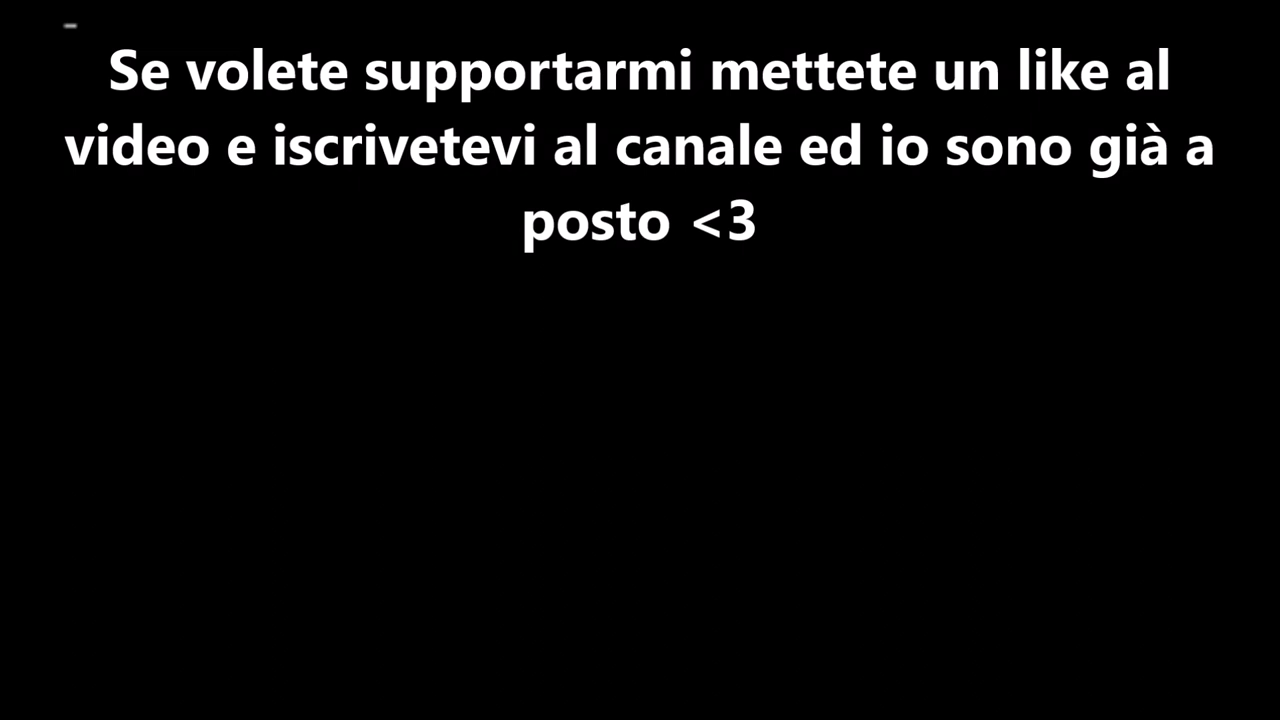 Se volete supportarmi mettete un like al
video e iscrivetevi al canale ed io sono già a
posto <3